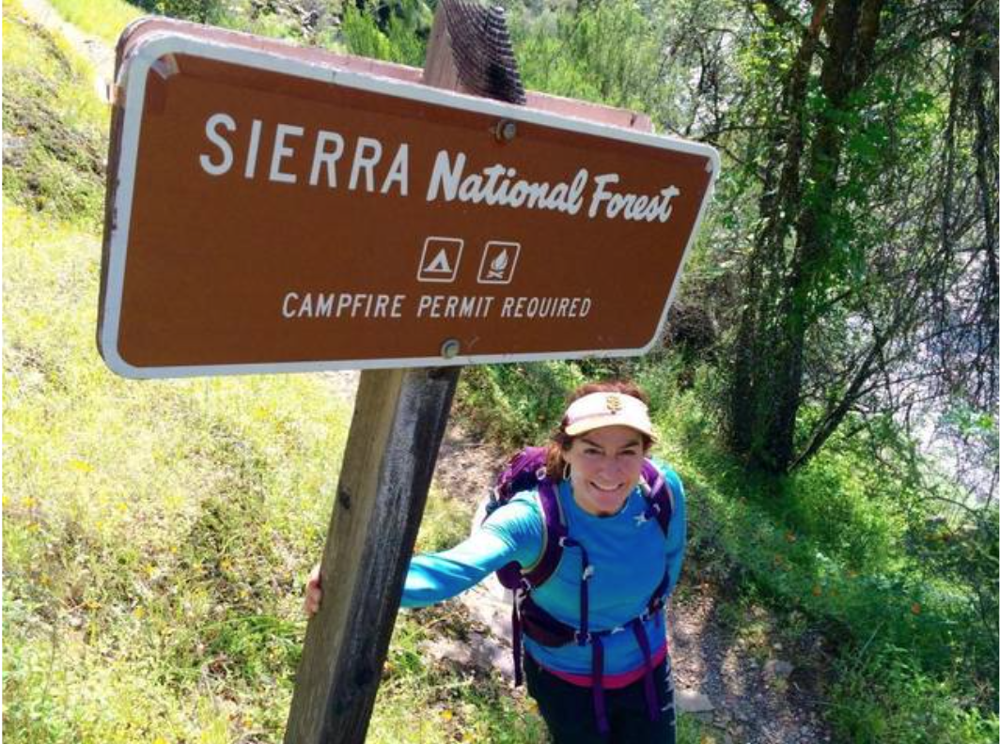 SIERRA National Forest
CAMPFIRE PERMIT REQUIRED